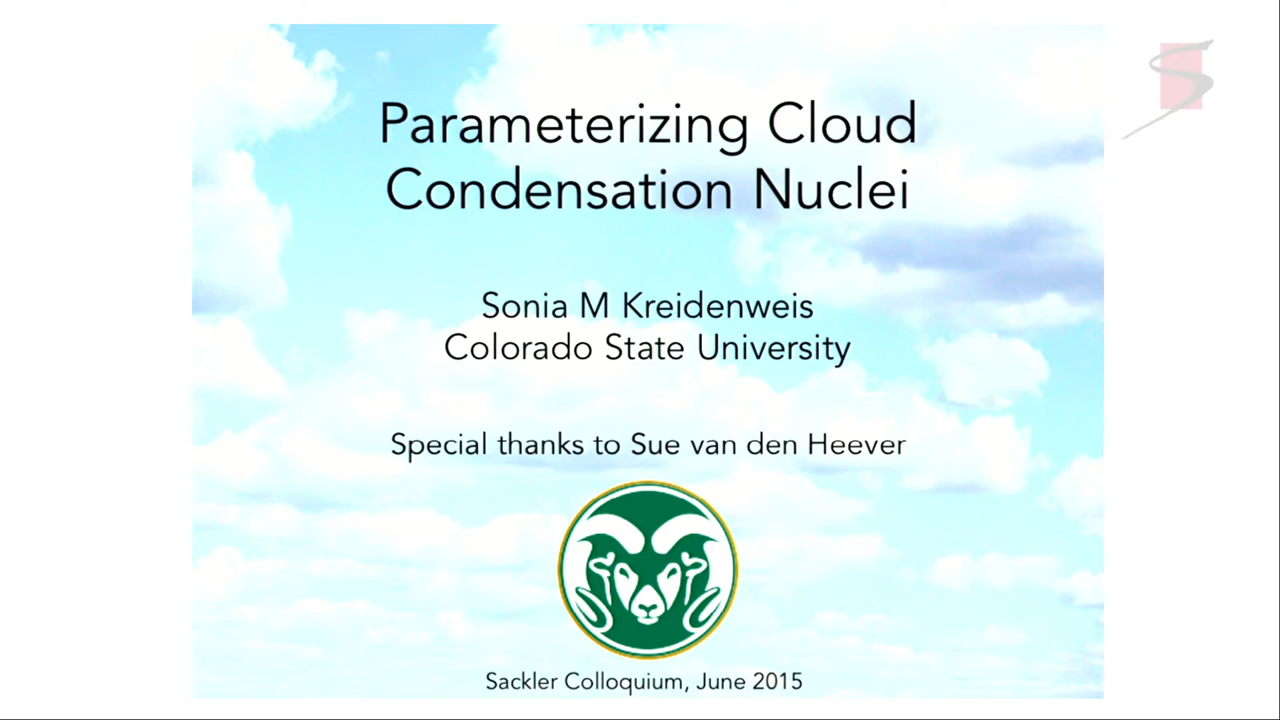 Parameterizing Cloud
Condensation Nuclei
Sonia M Kreidenweis
Colorado State University
Special thanks to Sue van den Heever
Sackler Colloquium, June 2015